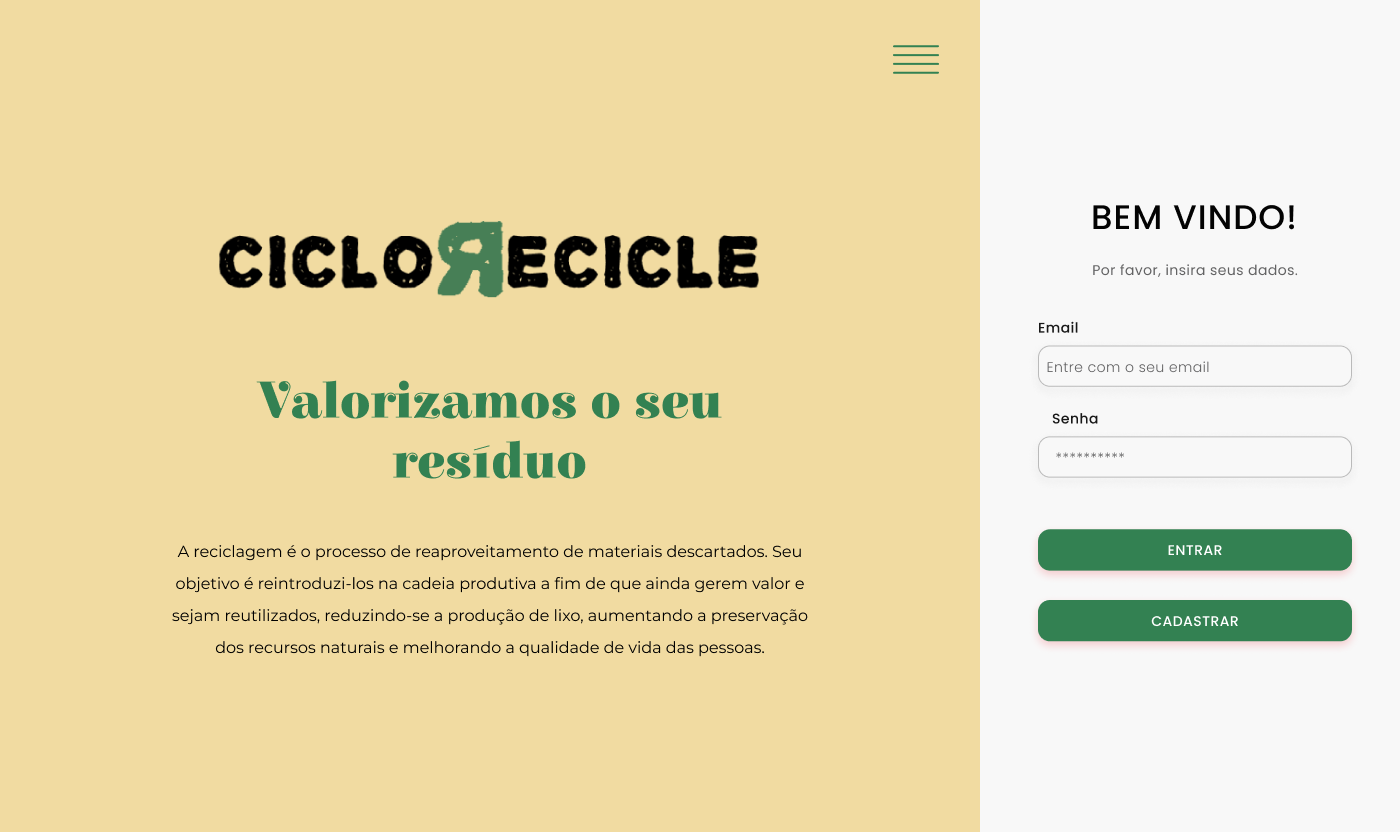 CICLORECICLE
Valorizamos o seu
resíduo
A reciclagem é o processo de reaproveitamento de materiais descartados. Seu
objetivo é reintroduzi-los na cadeia produtiva a fim de que ainda gerem valor e
sejam reutilizados, reduzindo-se a produção de lixo, aumentando a preservação
dos recursos naturais e melhorando a qualidade de vida das pessoas.
BEM VINDO!
Por favor, insira seus dados.
Email
Entre com o seu email
Senha
**********
ENTRAR
CADASTRAR